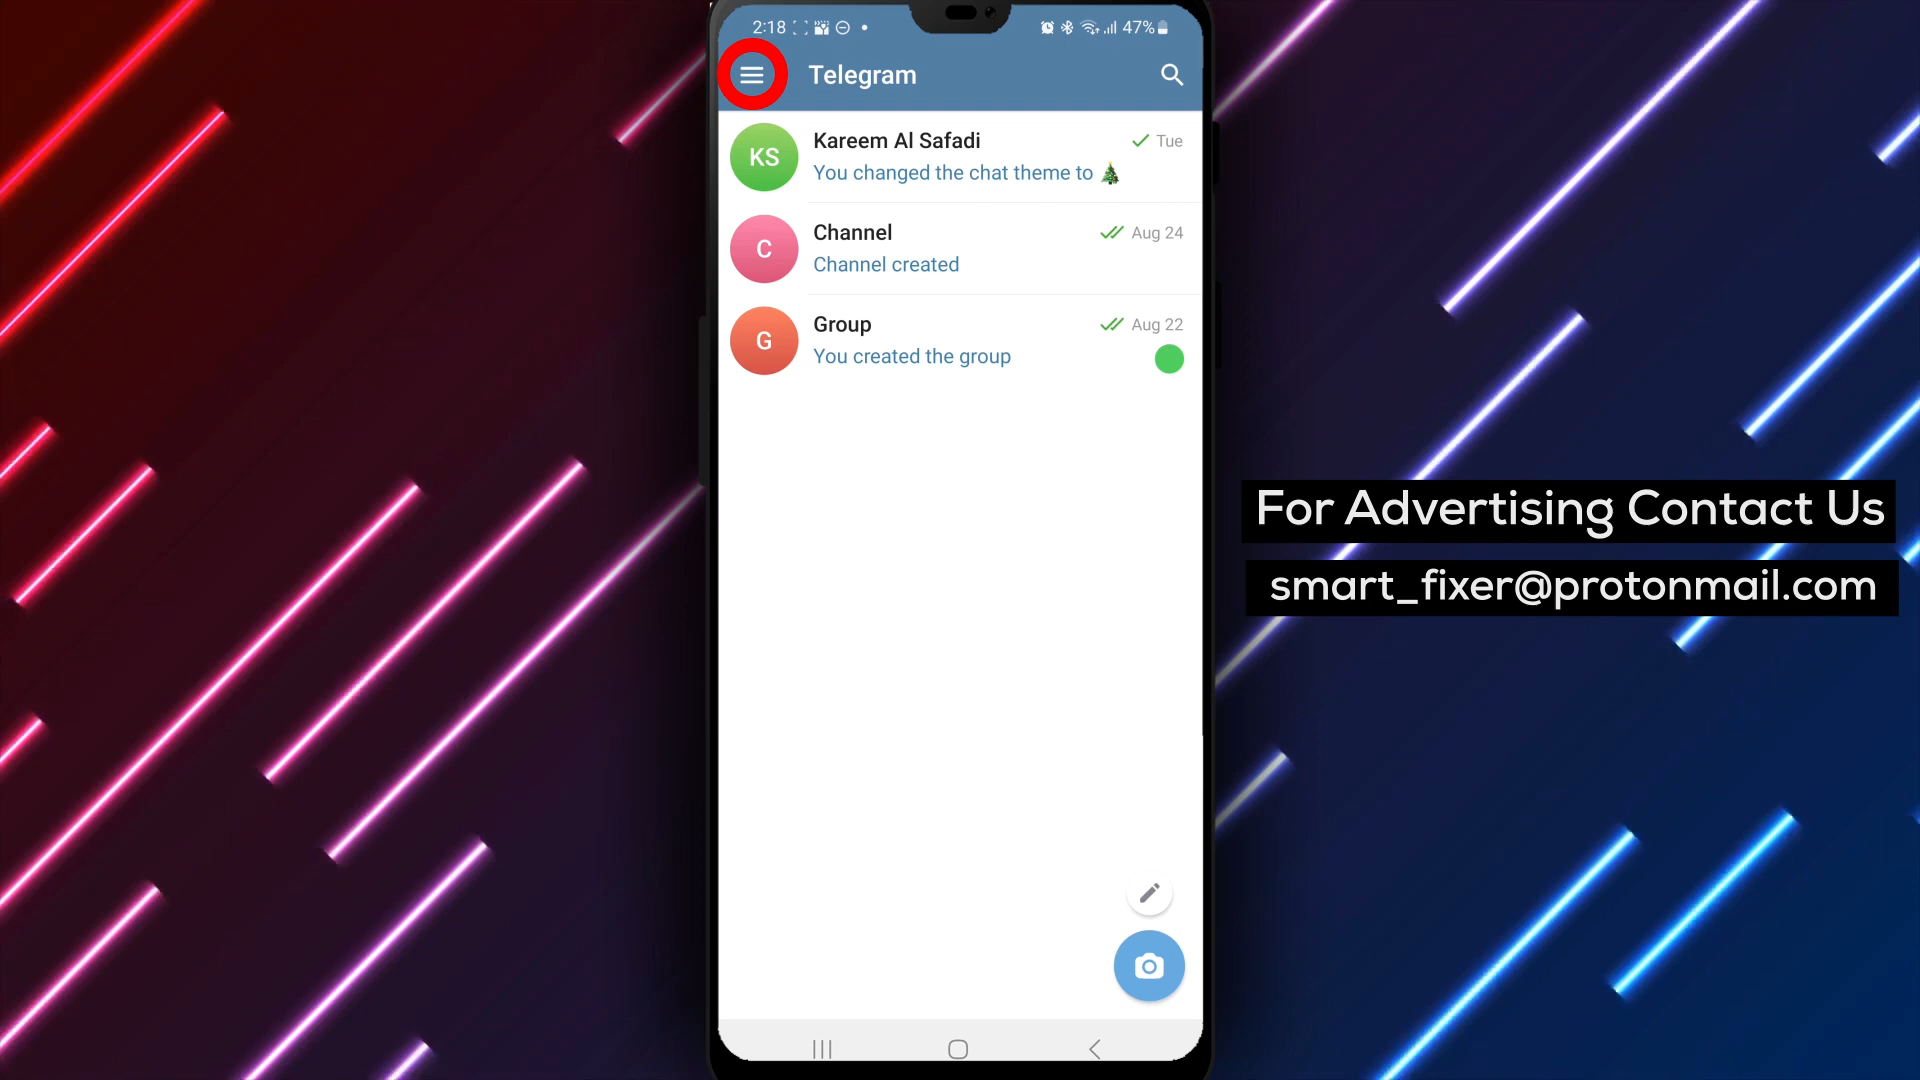 2:18
47%
Telegram
KS
Kareem Al Safadi
Tue
You changed the chat theme to 🎄
C
Channel
Aug 24
Channel created
G
Group
Aug 22
You created the group
For Advertising Contact Us
smart_fixer@protonmail.com